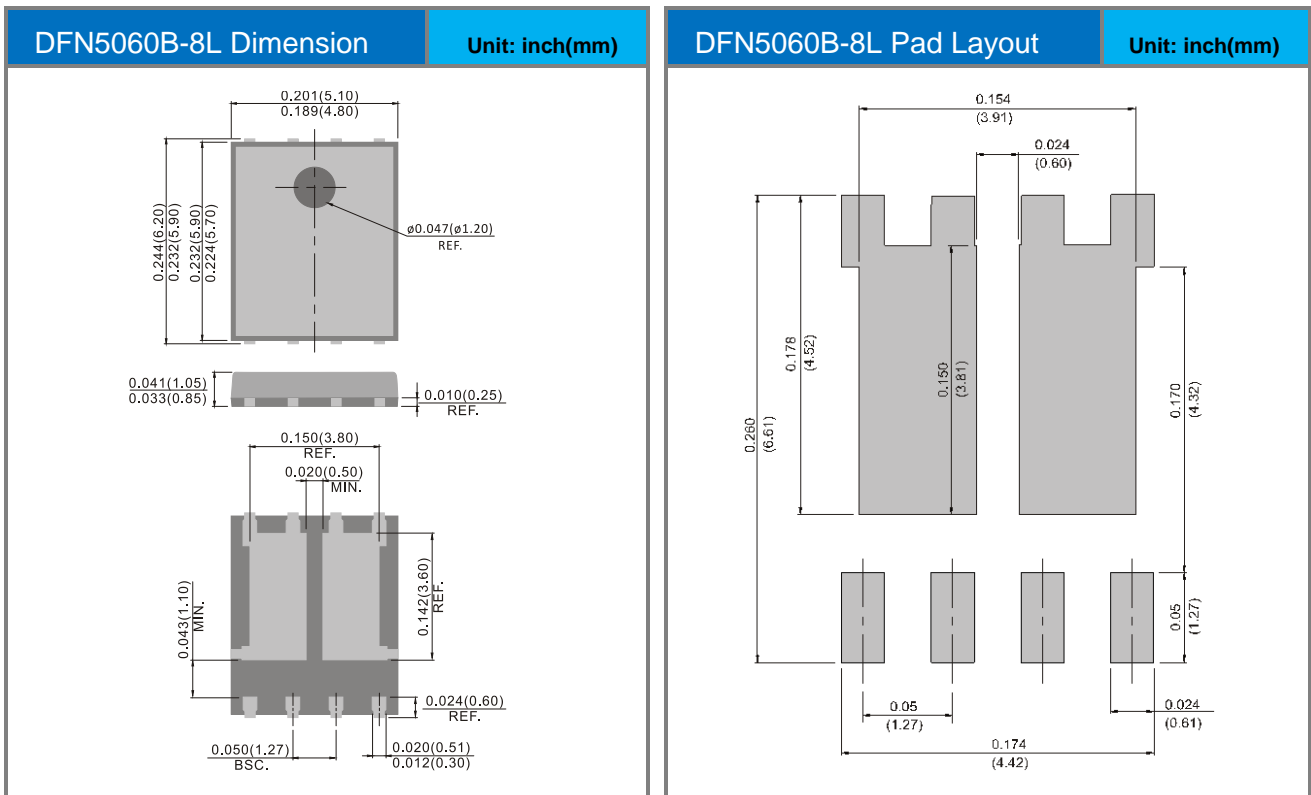 DFN5060B-8L Dimension
Unit: inch(mm)
0.201(5.10)
0.189(4.80)
0.244(6.20)
0.232(5.90)
0.232(5.90)
0.224(5.70)
ø0.047(ø1.20)
REF.
0.041(1.05)
0.033(0.85)
0.010(0.25)
REF.
0.150(3.80)
REF.
0.020(0.50)
MIN.
0.043(1.10)
MIN.
0.142(3.60)
REF.
0.024(0.60)
REF.
0.050(1.27)
BSC.
0.020(0.51)
0.012(0.30)
DFN5060B-8L Pad Layout
Unit: inch(mm)
0.154
(3.91)
0.024
(0.60)
0.178
(4.52)
0.150
(3.81)
0.260
(6.61)
0.170
(4.32)
0.05
(1.27)
0.05
(1.27)
0.024
(0.61)
0.174
(4.42)